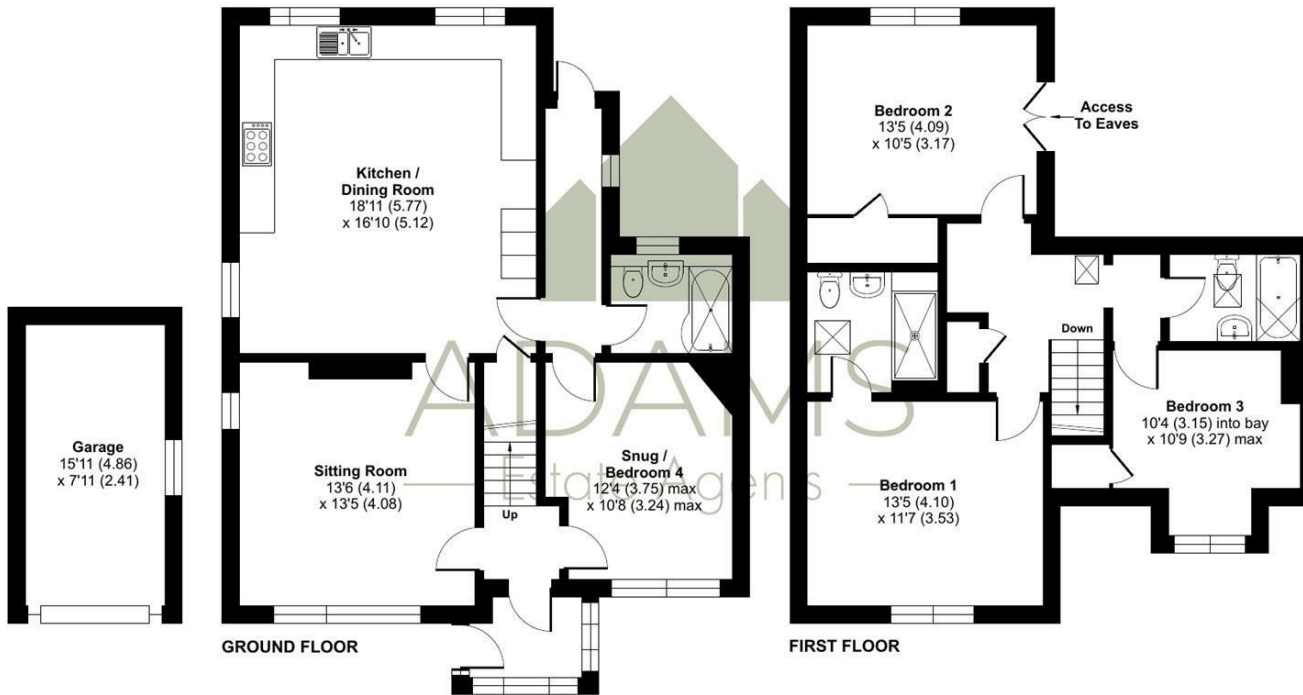 Kitchen /
Dining Room
18'11 (5.77)
x 16'10 (5.12)
Garage
15'11 (4.86)
x 7'11 (2.41)
Sitting Room
13'6 (4.11)
x 13'5 (4.08)
Up
Snug /
Bedroom 4
12'4 (3.75) max
x 10'8 (3.24) max
GROUND FLOOR
Bedroom 2
13'5 (4.09)
x 10'5 (3.17)
Access
To Eaves
Down
Bedroom 3
10'4 (3.15) into bay
x 10'9 (3.27) max
Bedroom 1
13'5 (4.10)
x 11'7 (3.53)
FIRST FLOOR
ADAMS
Estate Agents